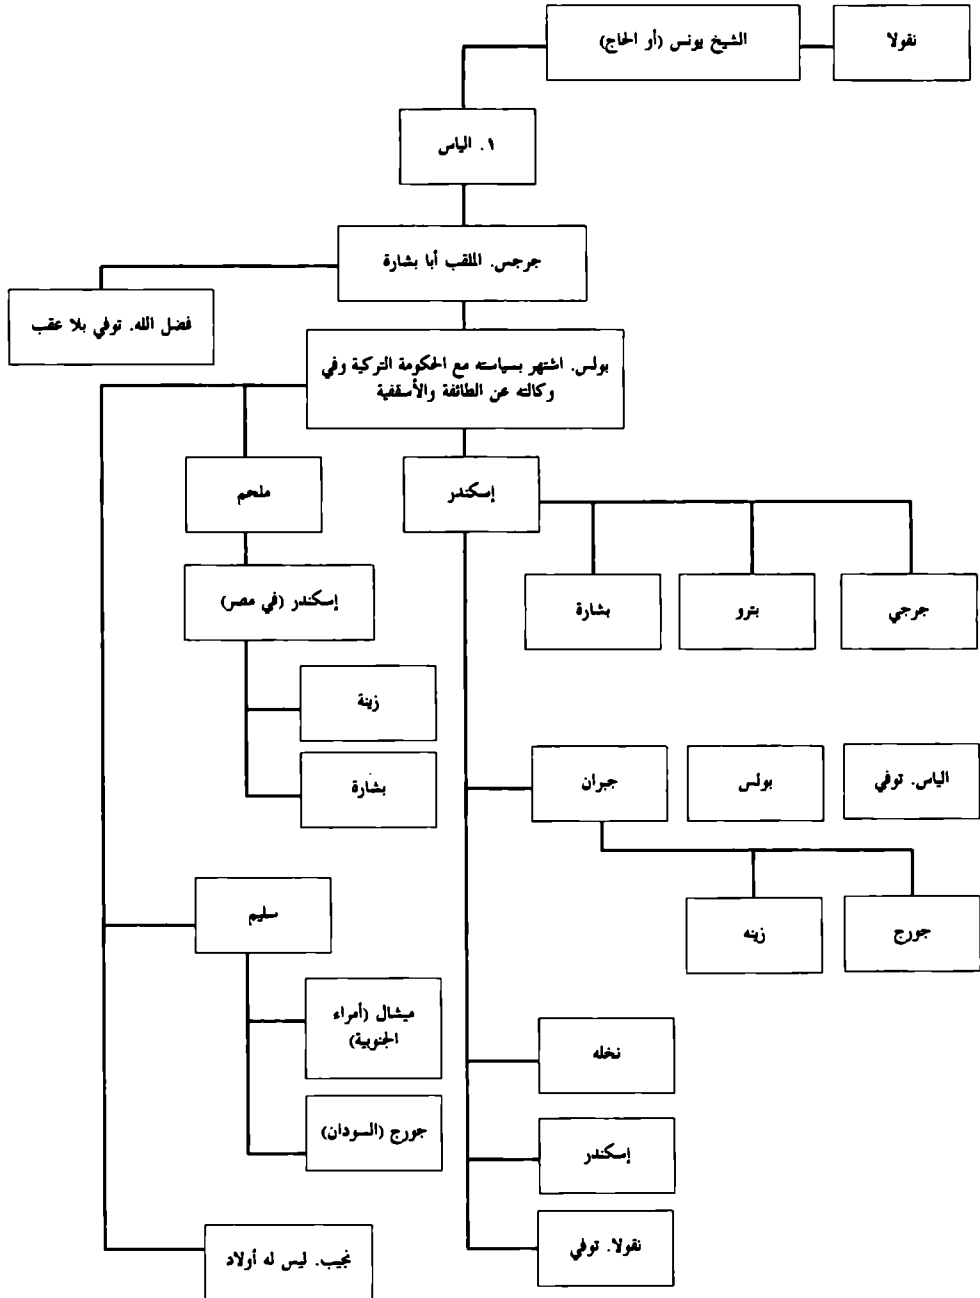 نقولا
الشيخ يونس (أو الحاج)
١. الياس
جرجس. الملقب أبا بشارة
فضل الله. توفي بلا عقب
بولس. اشتهر بسياسته مع الحكومة التركية وفي
وكالته عن الطائفة والأسقفية
إسكندر
ملحم
جرجي
بترو
بشارة
إسكندر (في مصر)
زينة
بشارة
الياس. توفي
بولس
جبران
جورج
زينه
سليم
ميشال (أمراء
الجنوبية)
جورج (السودان)
نخله
إسكندر
نقولا. توفي
نجيب. ليس له أولاد